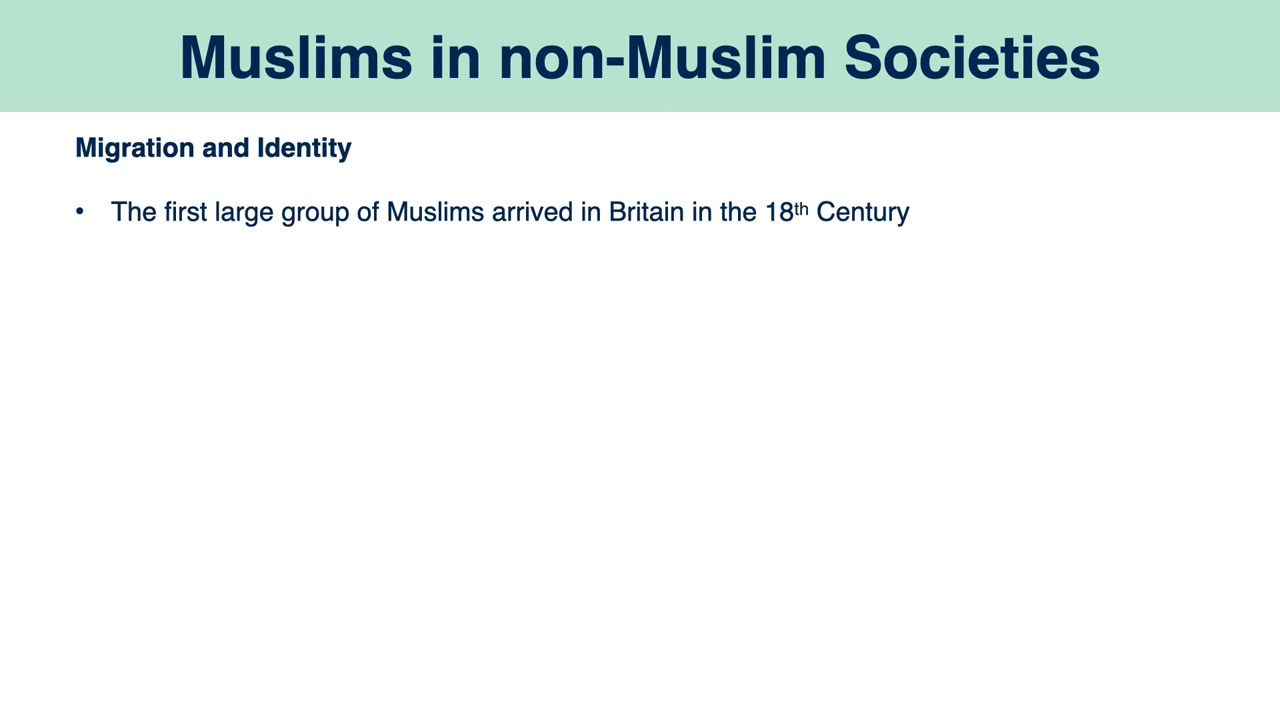 Muslims in non-Muslim Societies
Migration and Identity
• The first large group of Muslims arrived in Britain in the 18th Century